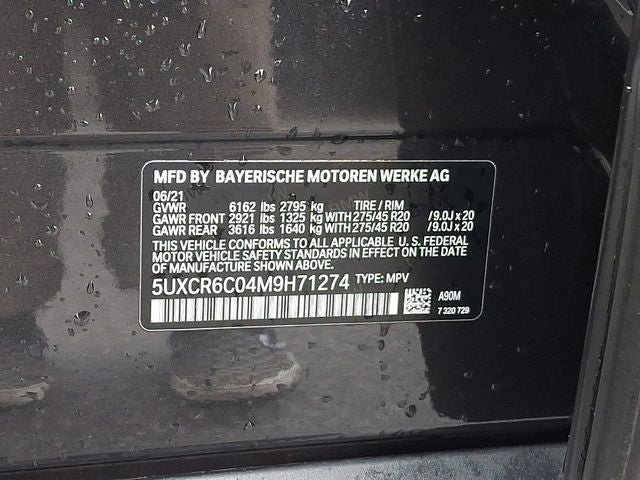 MFD BY BAYERISCHE MOTOREN WERKE AG
06/21
GVWR 6162 lbs 2795 kg TIRE / RIM
GAWR FRONT 2921 lbs 1325 kg WITH 275/45 R20 /9.0J x 20
GAWR REAR 3616 lbs 1640 kg WITH 275/45 R20 /9.0J x 20
THIS VEHICLE CONFORMS TO ALL APPLICABLE U.S. FEDERAL
MOTOR VEHICLE SAFETY STANDARDS IN EFFECT ON THE
DATE OF MANUFACTURE SHOWN ABOVE.
5UXCR6C04M9H71274 TYPE: MPV
A90M
7 320 729